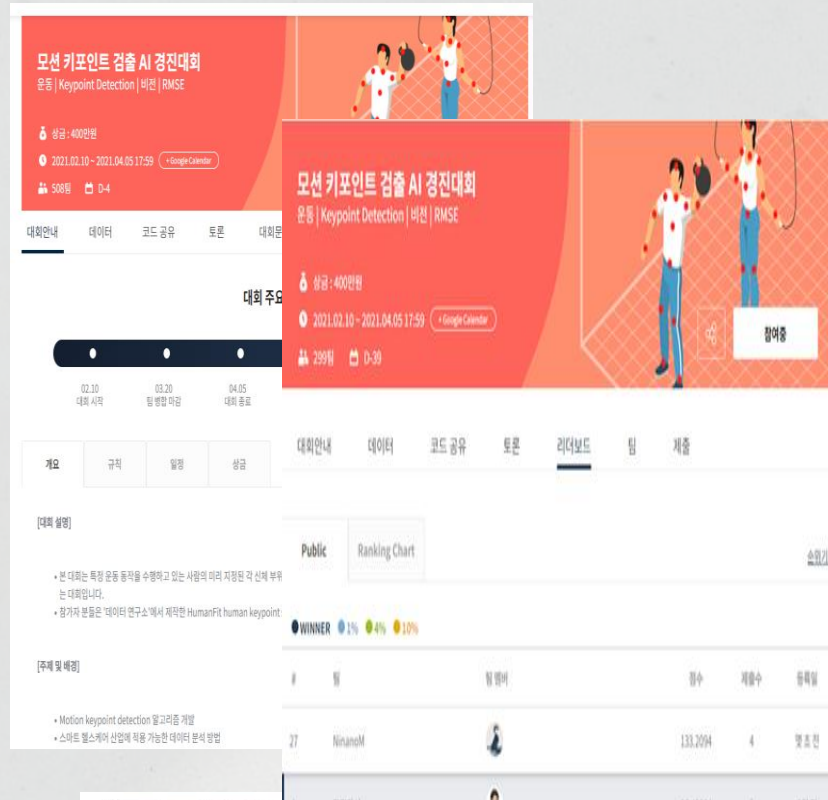 모션 키포인트 검출 AI 경진대회
운동 | Keypoint Detection | 비전 | RMSE
상금 : 400만원
2021.02.10 ~ 2021.04.05 17:59 + Google Calendar
508팀 D-4
대회안내 데이터 코드 공유 토론 대회문
대회 주요
02.10 03.20 04.05
대회 시작 팀 병합 마감 대회 종료
개요 규칙 일정 상금
[대회 설명]
• 본 대회는 특정 운동 동작을 수행하고 있는 사람의 미리 지정된 각 신체 부위
는 대회입니다.
• 참가자 분들은 '데이터 연구소'에서 제작한 HumanFit human keypoint
[주제 및 배경]
• Motion keypoint detection 알고리즘 개발
• 스마트 헬스케어 산업에 적용 가능한 데이터 분석 방법
모션 키포인트 검출 AI 경진대회
운동 | Keypoint Detection | 비전 | RMSE
상금 : 400만원
2021.02.10 ~ 2021.04.05 17:59 + Google Calendar
299팀 D-39
참여중
대회안내 데이터 코드 공유 토론 리더보드 팀 제출
Public Ranking Chart
순위기
WINNER 1% 4% 10%
# 팀 팀 멤버 점수 제출수 등록일
27 NinanoM 133.2094 4 몇 초 전